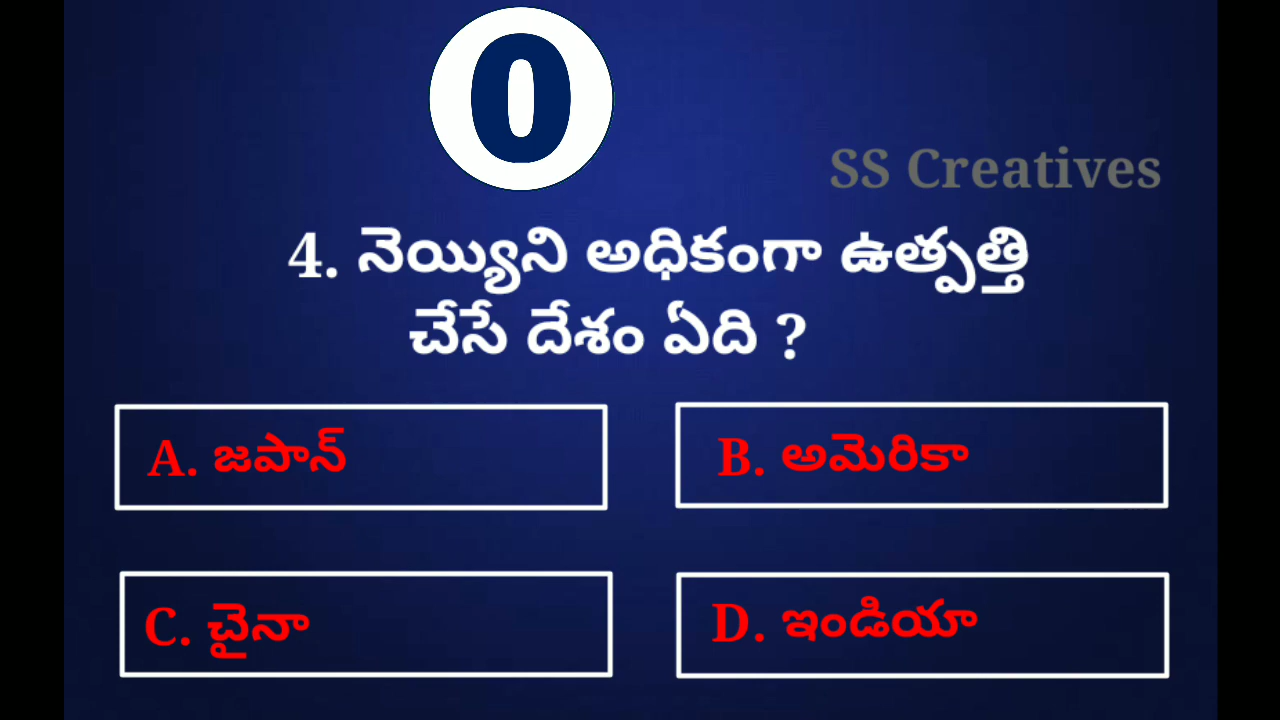 0
SS Creatives
4. నెయ్యిని అధికంగా ఉత్పత్తి
చేసే దేశం ఏది ?
A. జపాన్
B. అమెరికా
C. చైనా
D. ఇండియా